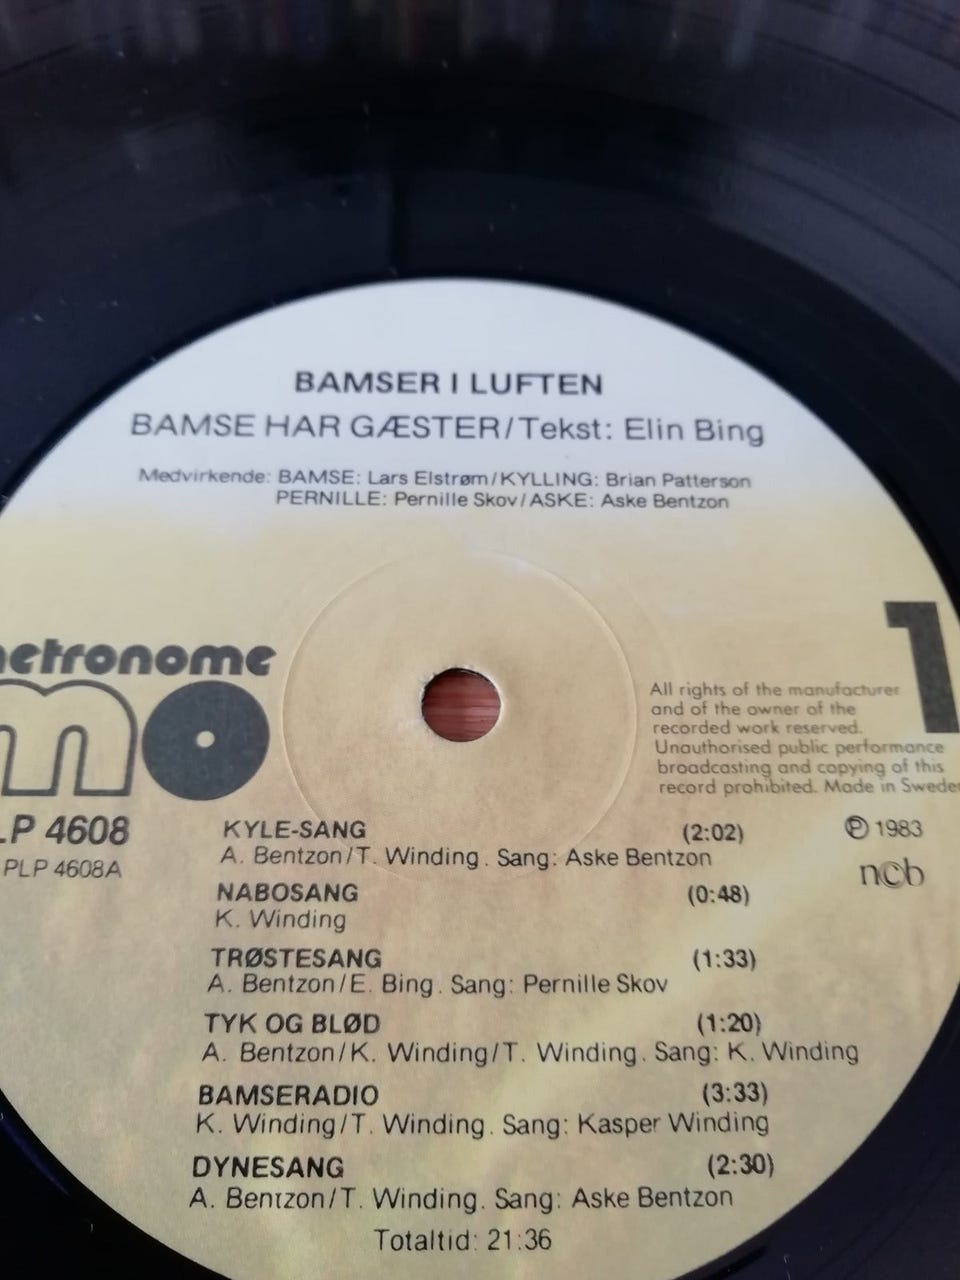 BAMSER I LUFTEN
BAMSE HAR GÆSTER/Tekst: Elin Bing
Medvirkende: BAMSE: Lars Elstrøm/KYLLING: Brian Patterson
PERNILLE: Pernille Skov/ASKE: Aske Bentzon
etronome
mo
1
All rights of the manufacturer
and of the owner of the
recorded work reserved.
Unauthorised public performance
broadcasting and copying of this
record prohibited. Made in Sweden
LP 4608
PLP 4608A
℗ 1983
ncb
KYLE-SANG (2:02)
A. Bentzon/T. Winding. Sang: Aske Bentzon
NABOSANG (0:48)
K. Winding
TRØSTESANG (1:33)
A. Bentzon/E. Bing. Sang: Pernille Skov
TYK OG BLØD (1:20)
A. Bentzon/K. Winding/T. Winding. Sang: K. Winding
BAMSERADIO (3:33)
K. Winding/T. Winding. Sang: Kasper Winding
DYNESANG (2:30)
A. Bentzon/T. Winding. Sang: Aske Bentzon
Totaltid: 21:36